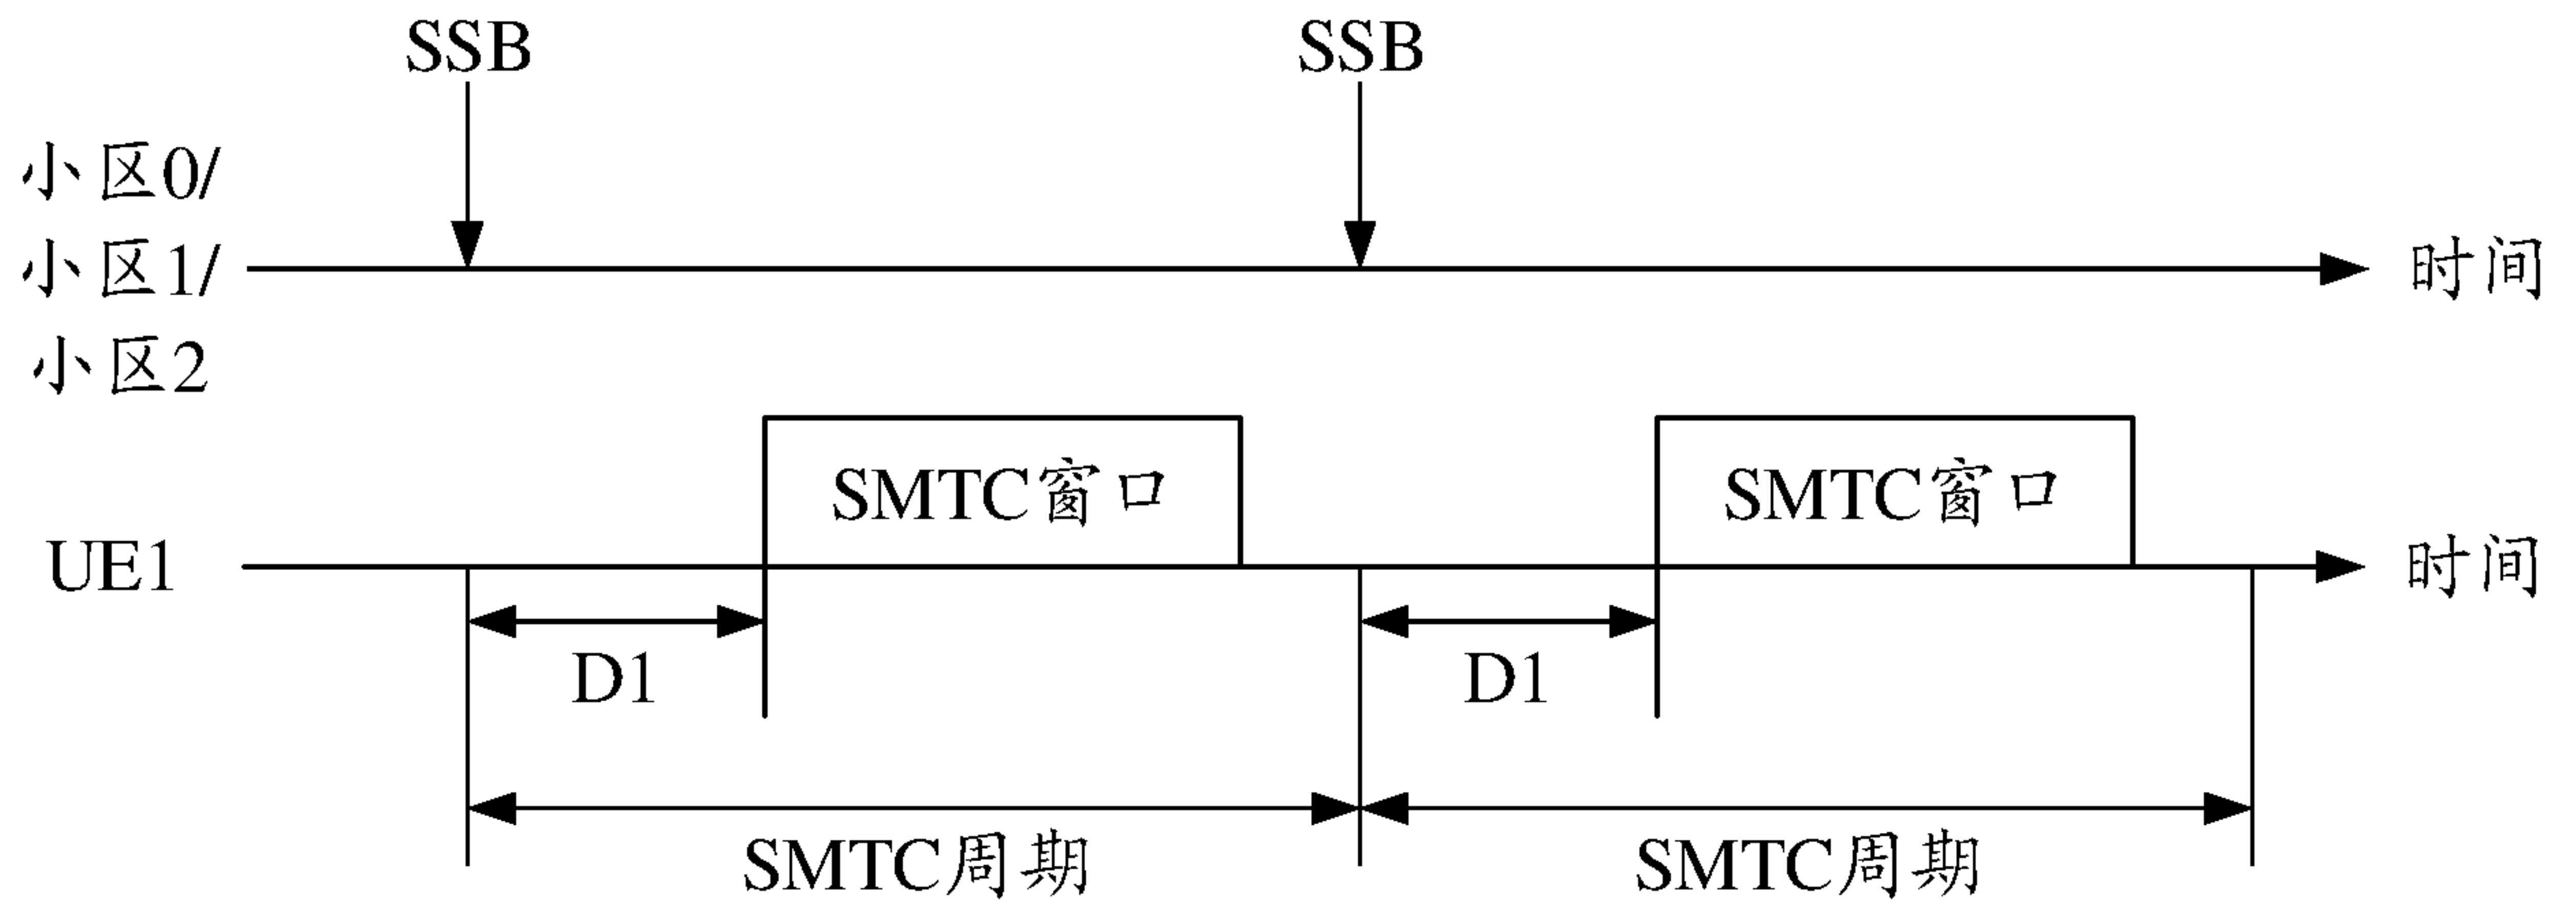 SSB SSB
小区0/
小区1/
时间
小区2
SMTC窗口 SMTC窗口
UE1
时间
D1 D1
SMTC周期 SMTC周期